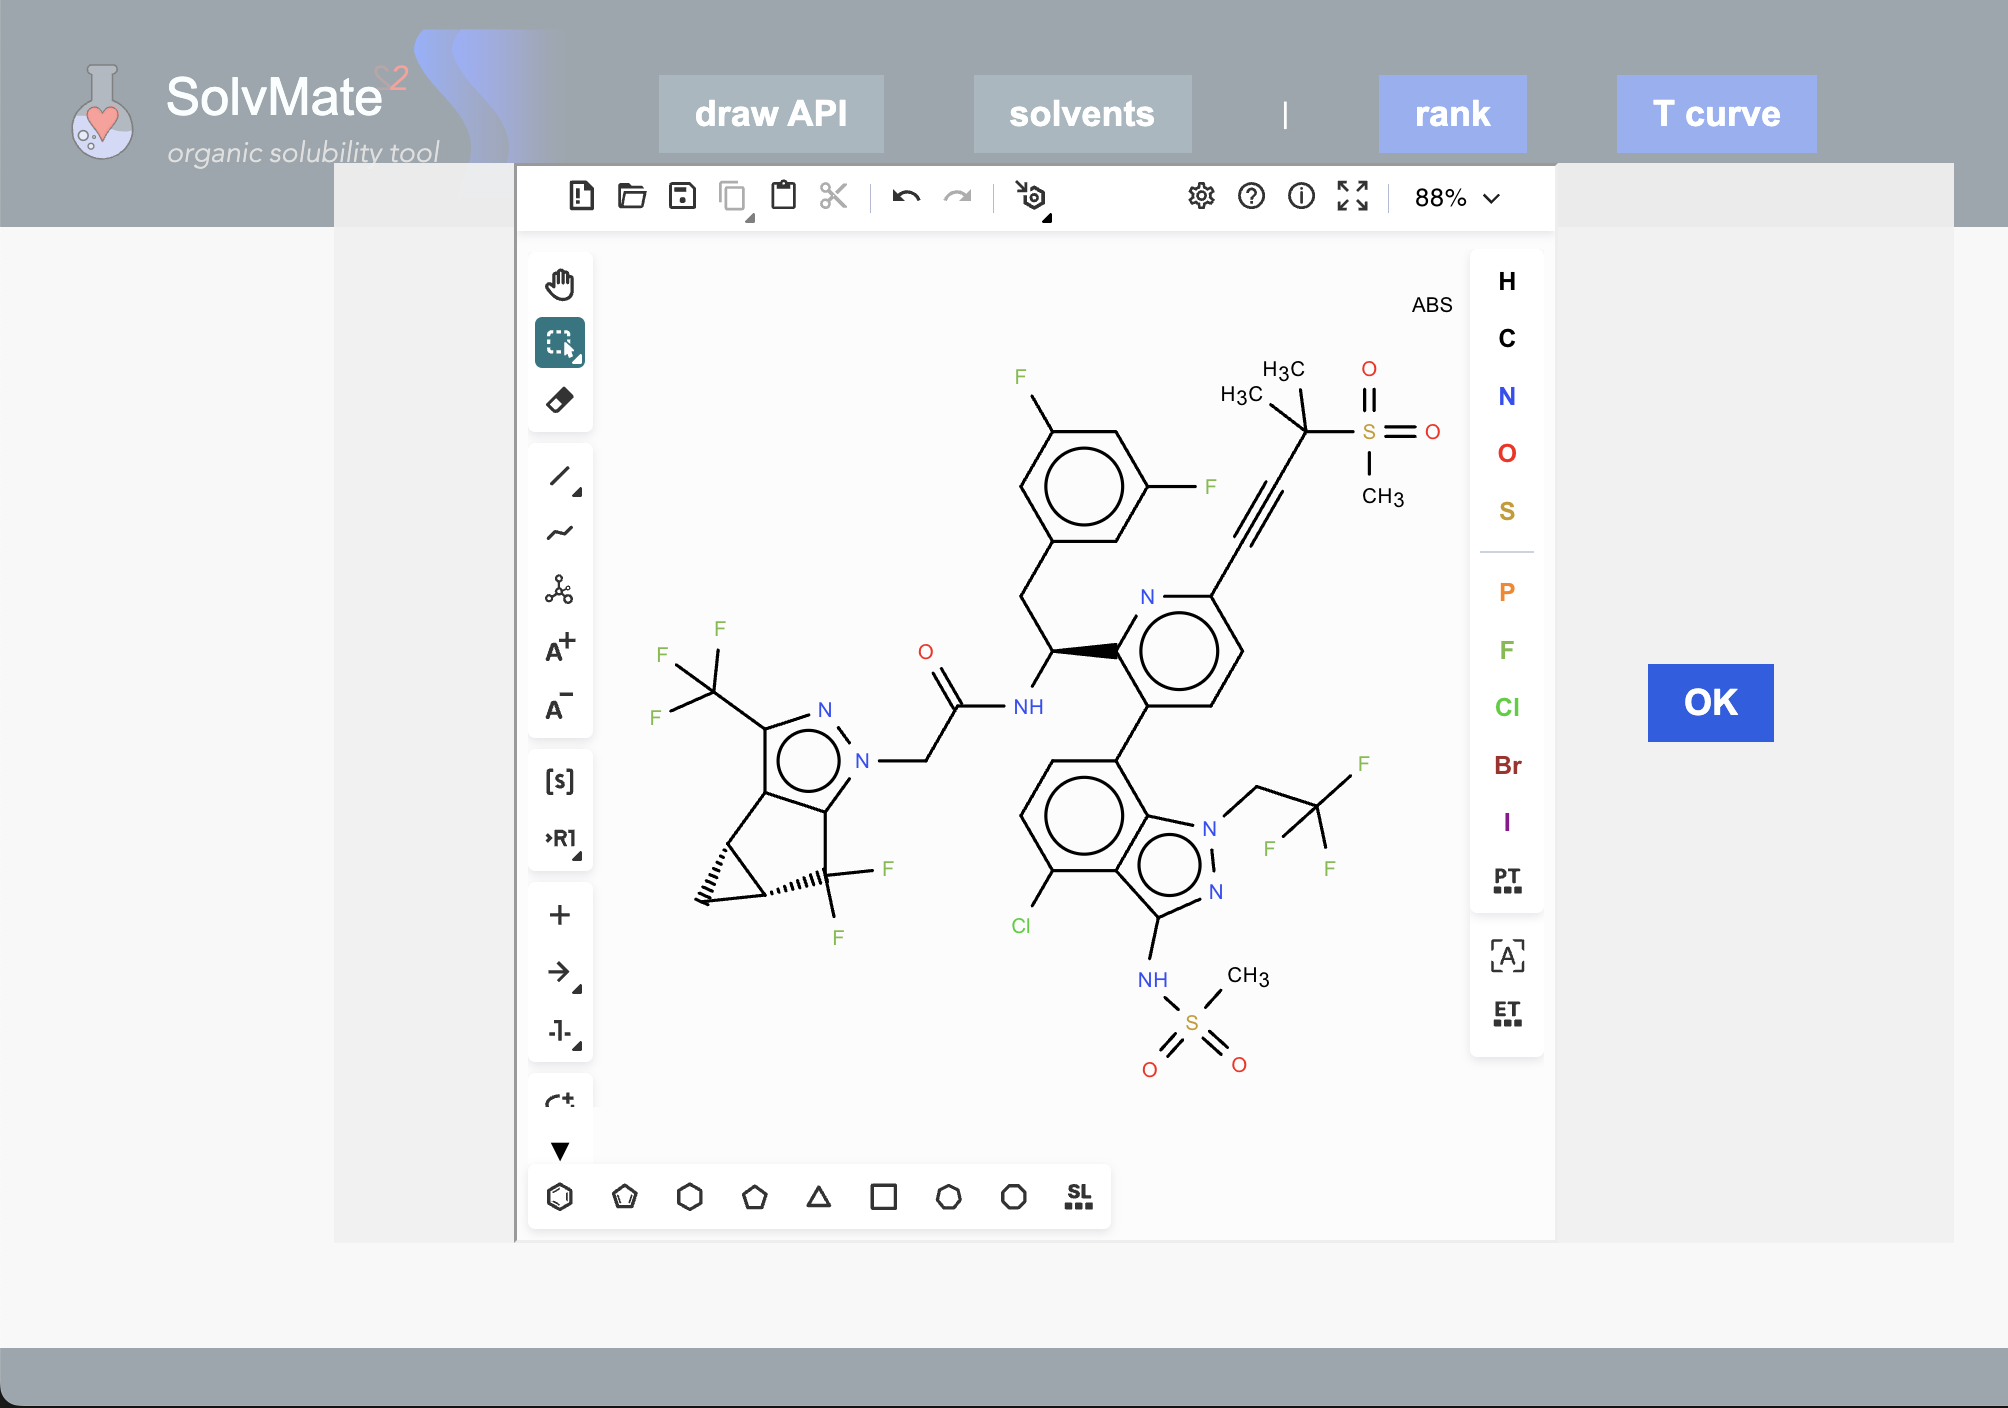 SolvMate 2
organic solubility tool
draw API
solvents
|
rank
T curve
88%
ABS
H
C
N
O
S
P
F
Cl
Br
I
PT
A
ET
A+
A-
[S]
R1
-1-
SL
OK
H3C
H3C
O
S
O
CH3
F
F
N
F
F
F
O
NH
N
N
F
F
Cl
N
N
F
F
F
NH
CH3
S
O
O